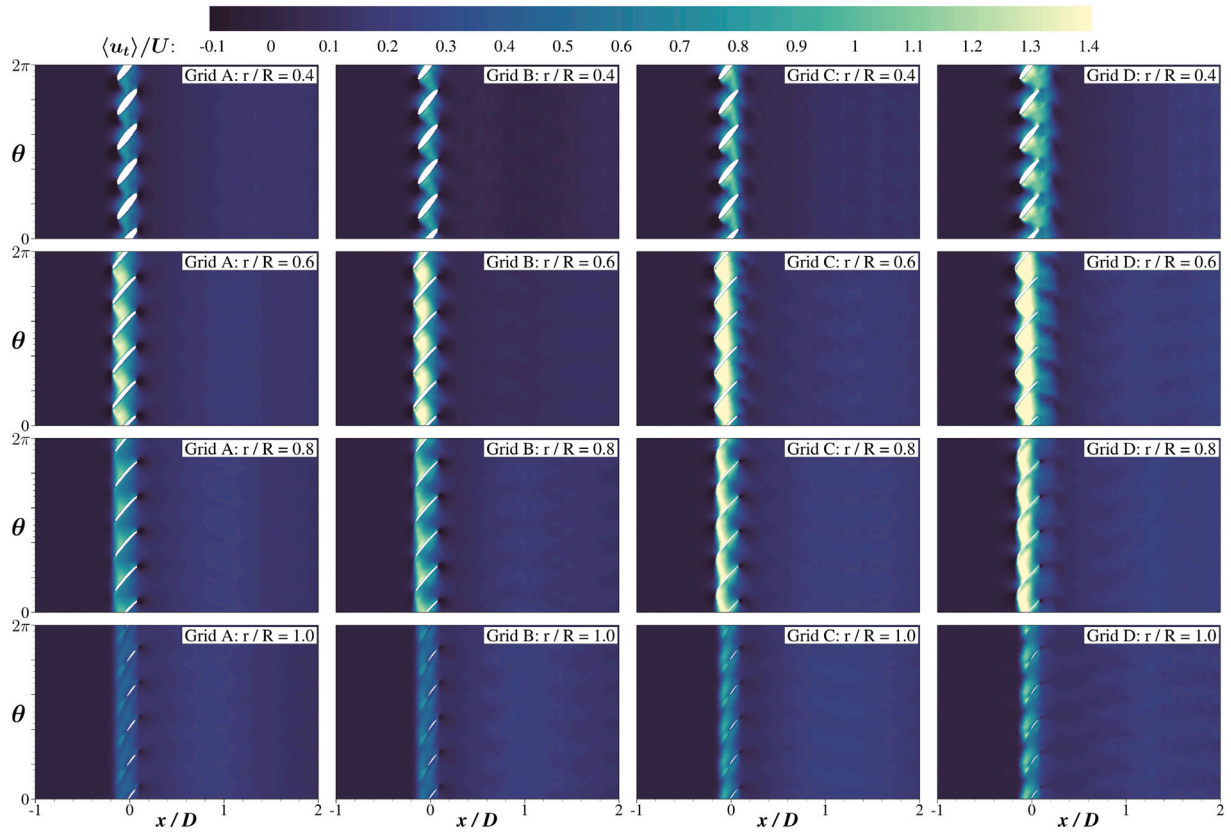 ⟨u_t⟩/U:
-0.1 0 0.1 0.2 0.3 0.4 0.5 0.6 0.7 0.8 0.9 1 1.1 1.2 1.3 1.4
2π θ 0
Grid A: r / R = 0.4
Grid B: r / R = 0.4
Grid C: r / R = 0.4
Grid D: r / R = 0.4
2π θ 0
Grid A: r / R = 0.6
Grid B: r / R = 0.6
Grid C: r / R = 0.6
Grid D: r / R = 0.6
2π θ 0
Grid A: r / R = 0.8
Grid B: r / R = 0.8
Grid C: r / R = 0.8
Grid D: r / R = 0.8
2π θ 0
Grid A: r / R = 1.0
Grid B: r / R = 1.0
Grid C: r / R = 1.0
Grid D: r / R = 1.0
-1 0 1 2 -1 0 1 2 -1 0 1 2 -1 0 1 2
x / D x / D x / D x / D